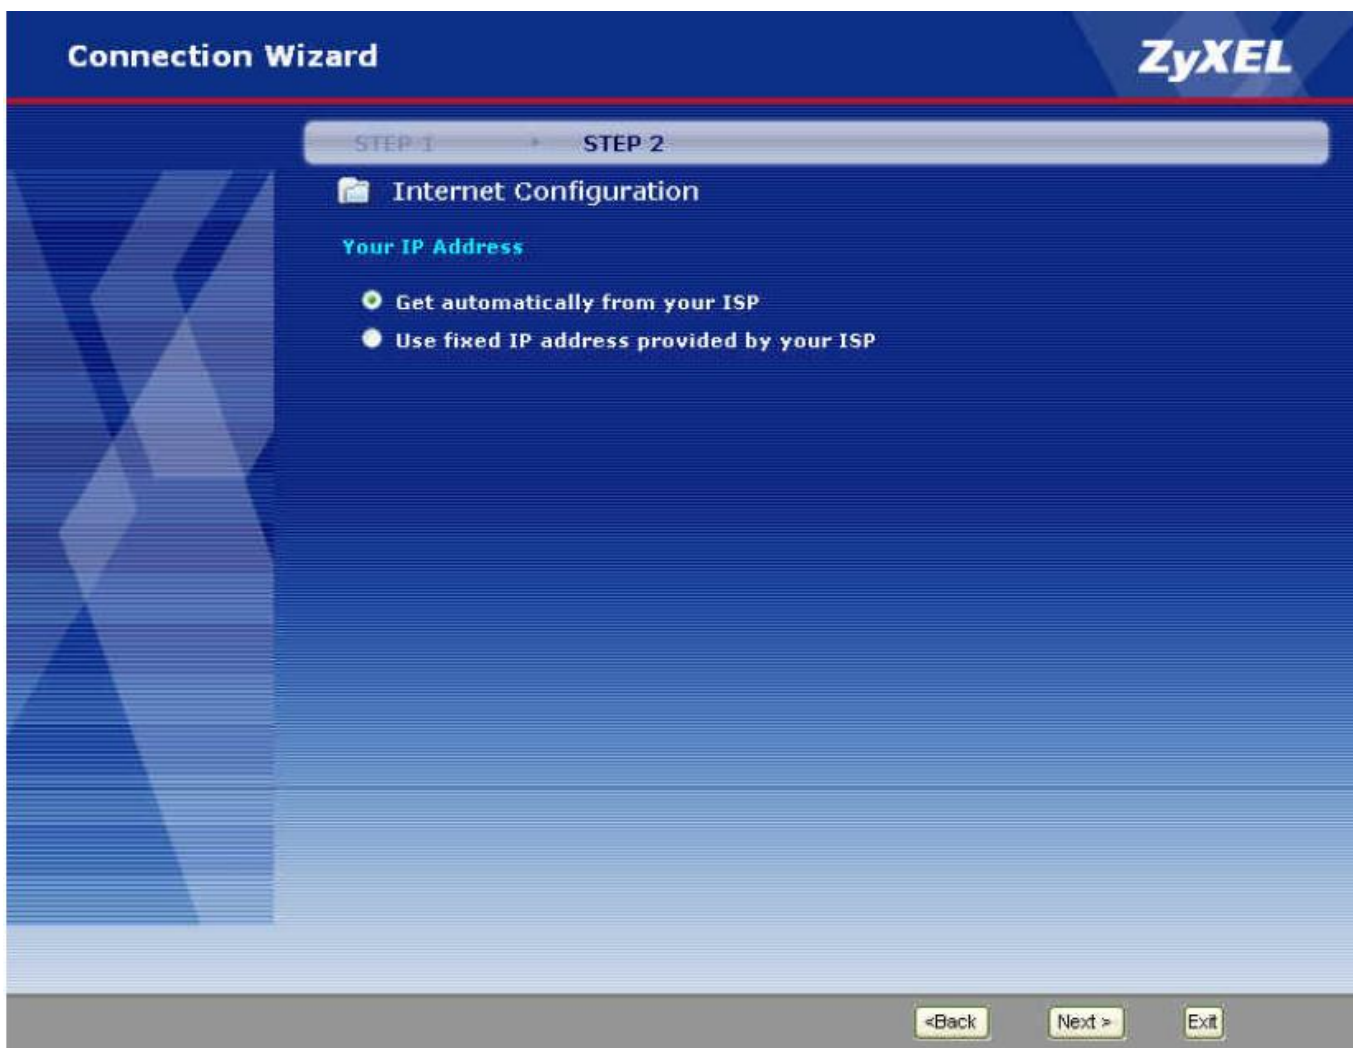 Connection Wizard
ZyXEL
STEP 1 STEP 2
Internet Configuration
Your IP Address
Get automatically from your ISP
Use fixed IP address provided by your ISP
<Back Next > Exit